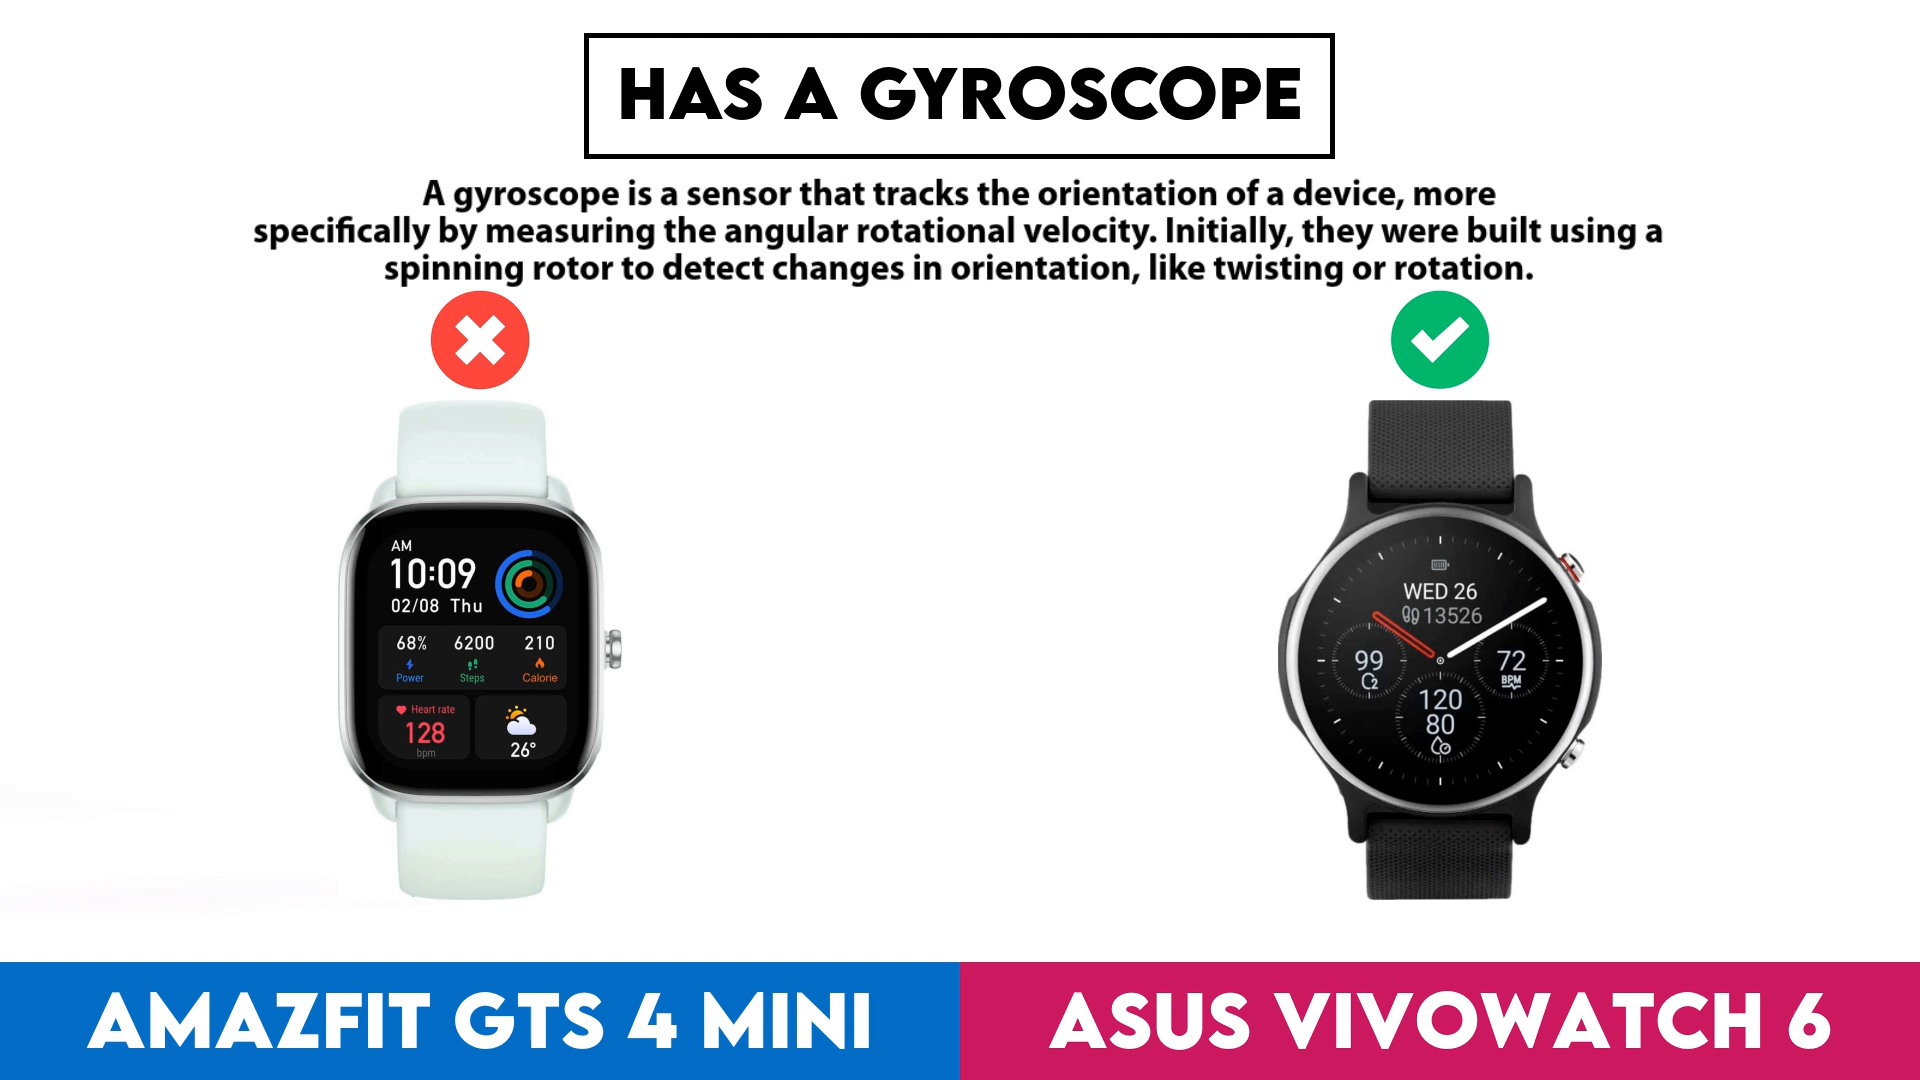 HAS A GYROSCOPE
A gyroscope is a sensor that tracks the orientation of a device, more
specifically by measuring the angular rotational velocity. Initially, they were built using a
spinning rotor to detect changes in orientation, like twisting or rotation.
AM
10:09
02/08 Thu
68% 6200 210
Power Steps Calorie
Heart rate
128
bpm
26°
WED 26
13526
99
72
BPM
120
80
AMAZFIT GTS 4 MINI
ASUS VIVOWATCH 6